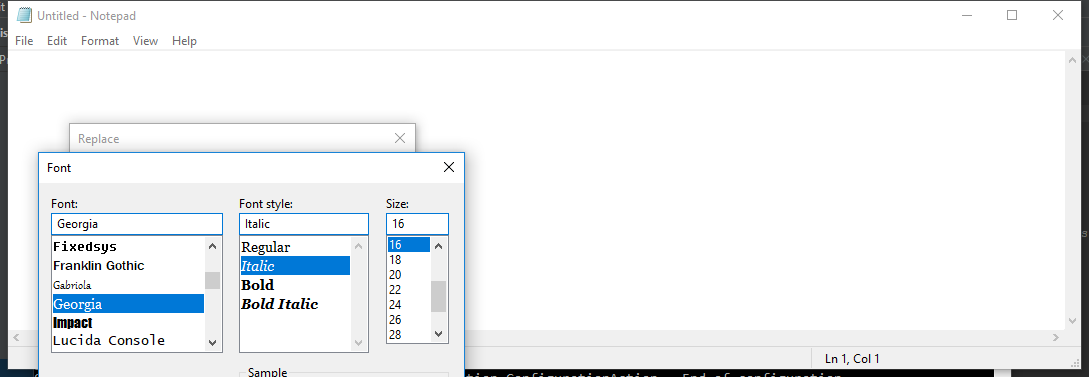 Untitled - Notepad
File Edit Format View Help
Replace
Font
Font: Font style: Size:
Georgia Italic 16
Fixedsys
Franklin Gothic
Gabriola
Georgia
Impact
Lucida Console
Regular
Italic
Bold
Bold Italic
16
18
20
22
24
26
28
Sample
Ln 1, Col 1